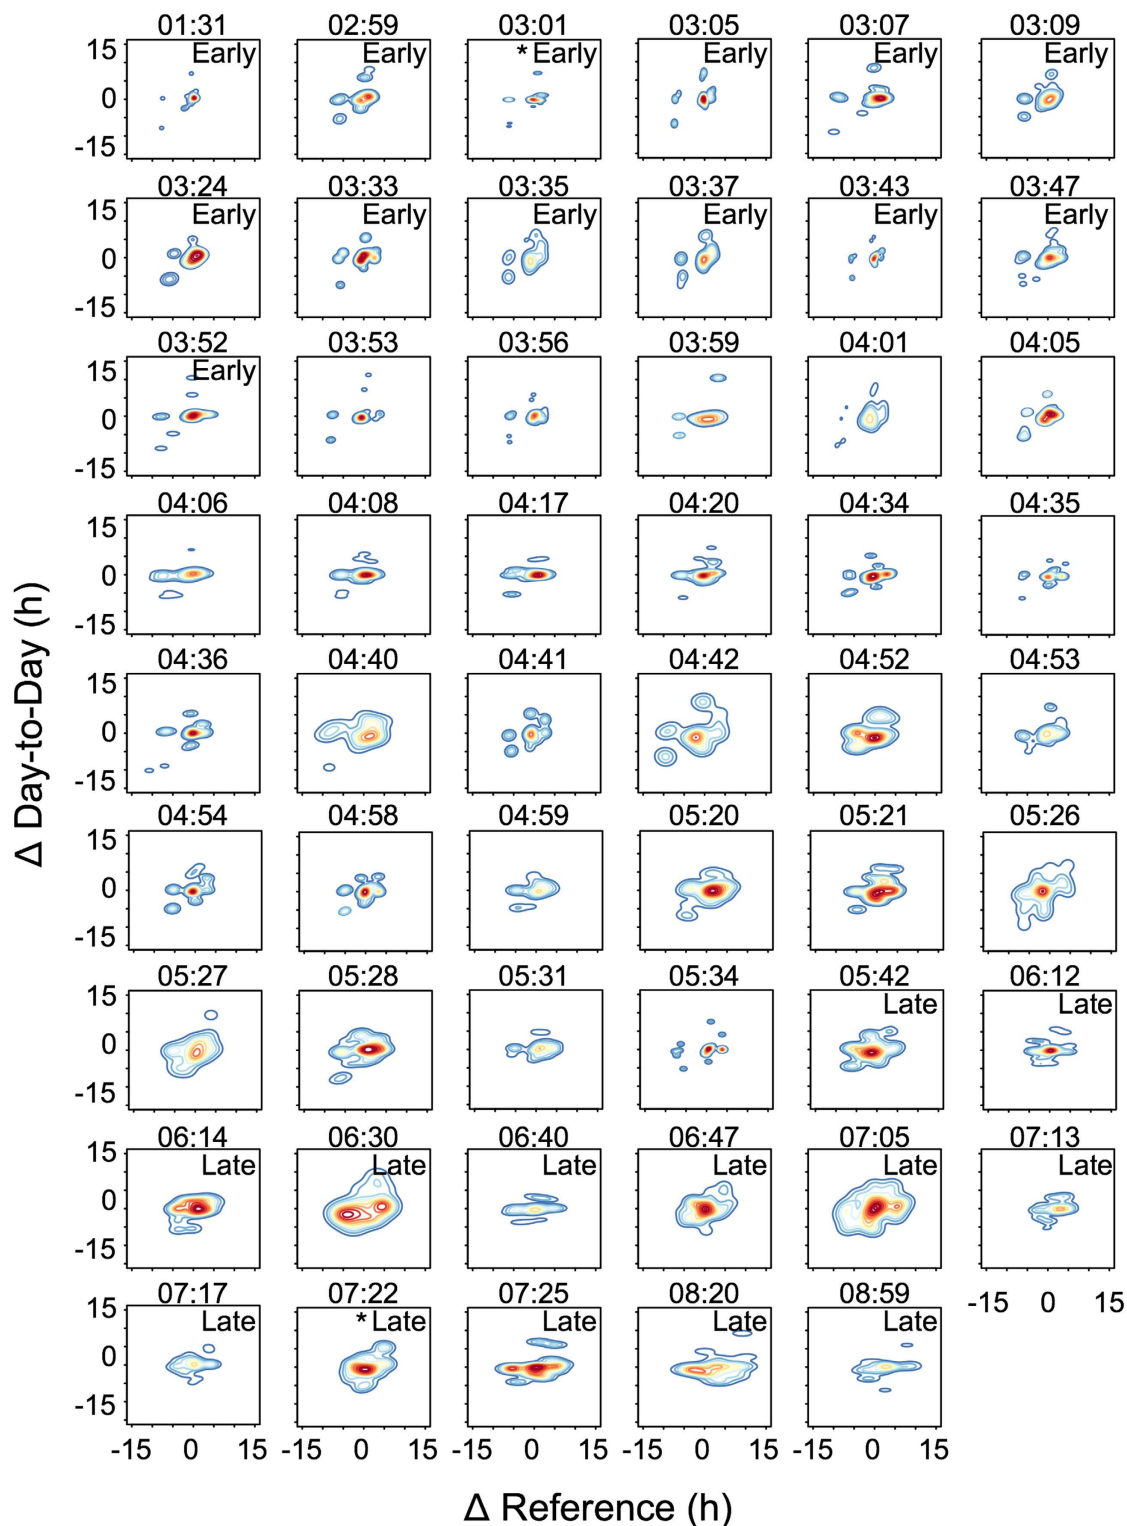 01:31 02:59 03:01 03:05 03:07 03:09
15 Early Early * Early Early Early Early
0
-15
03:24 03:33 03:35 03:37 03:43 03:47
15 Early Early Early Early Early Early
0
-15
03:52 03:53 03:56 03:59 04:01 04:05
15 Early
0
-15
04:06 04:08 04:17 04:20 04:34 04:35
15
0
-15
04:36 04:40 04:41 04:42 04:52 04:53
15
0
-15
04:54 04:58 04:59 05:20 05:21 05:26
15
0
-15
05:27 05:28 05:31 05:34 05:42 06:12
15 Late Late
0
-15
06:14 06:30 06:40 06:47 07:05 07:13
15 Late Late Late Late Late Late
0
-15
07:17 07:22 07:25 08:20 08:59 -15 0 15
15 Late * Late Late Late Late
0
-15
-15 0 15 -15 0 15 -15 0 15 -15 0 15 -15 0 15
Δ Day-to-Day (h)
Δ Reference (h)